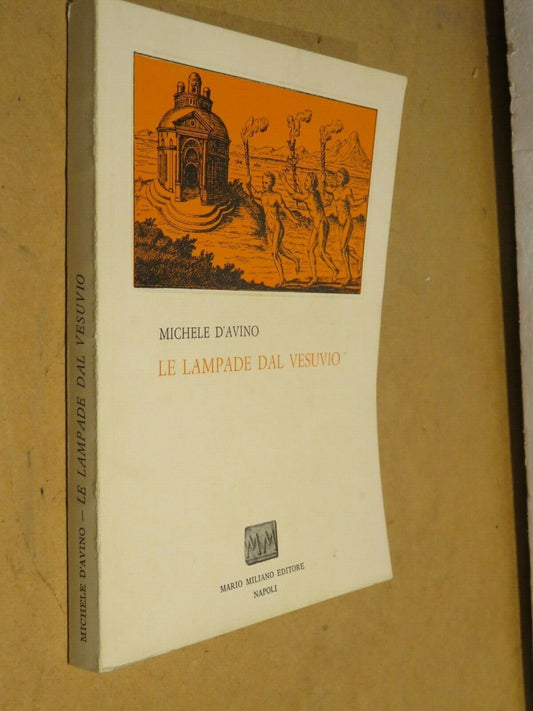 MICHELE D'AVINO
LE LAMPADE DAL VESUVIO
MM
MARIO MILIANO EDITORE
NAPOLI
MICHELE D'AVINO — LE LAMPADE DAL VESUVIO